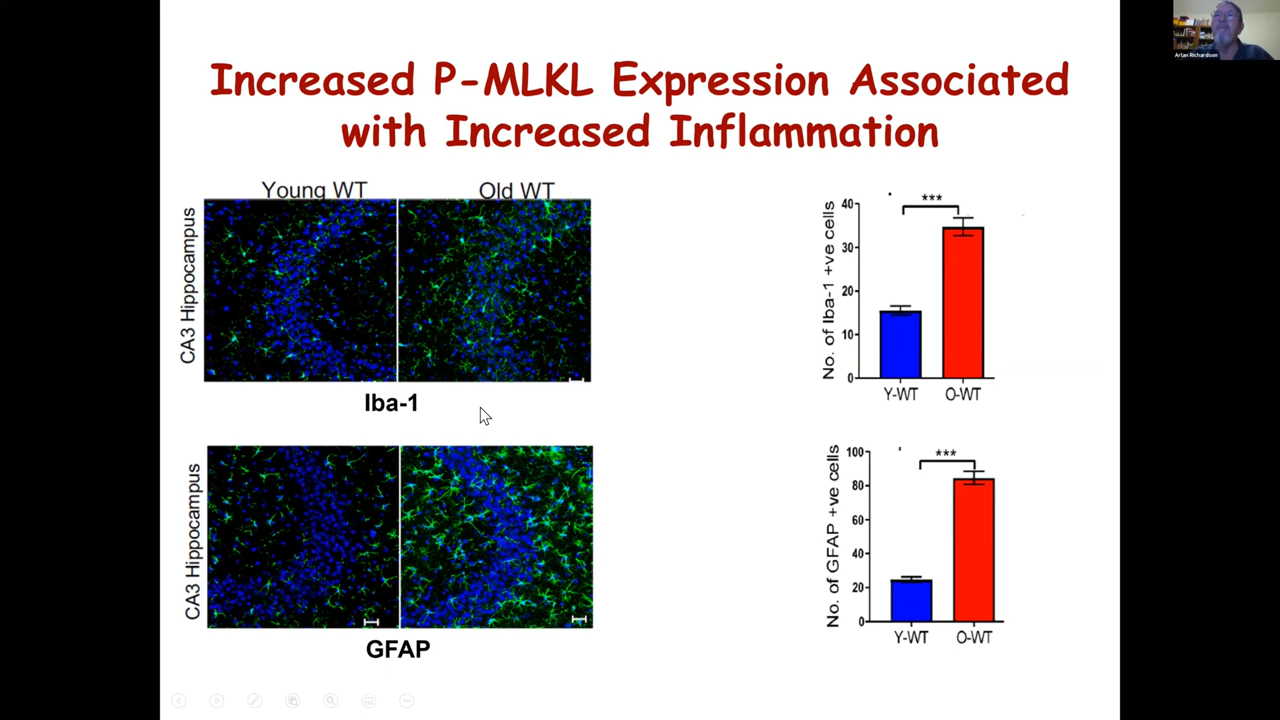 Increased P-MLKL Expression Associated
with Increased Inflammation
Arlan Richardson
Young WT
Old WT
CA3 Hippocampus
Iba-1
No. of Iba-1 +ve cells
40
30
20
10
0
***
Y-WT
O-WT
CA3 Hippocampus
GFAP
No. of GFAP +ve cells
100
80
60
40
20
0
***
Y-WT
O-WT